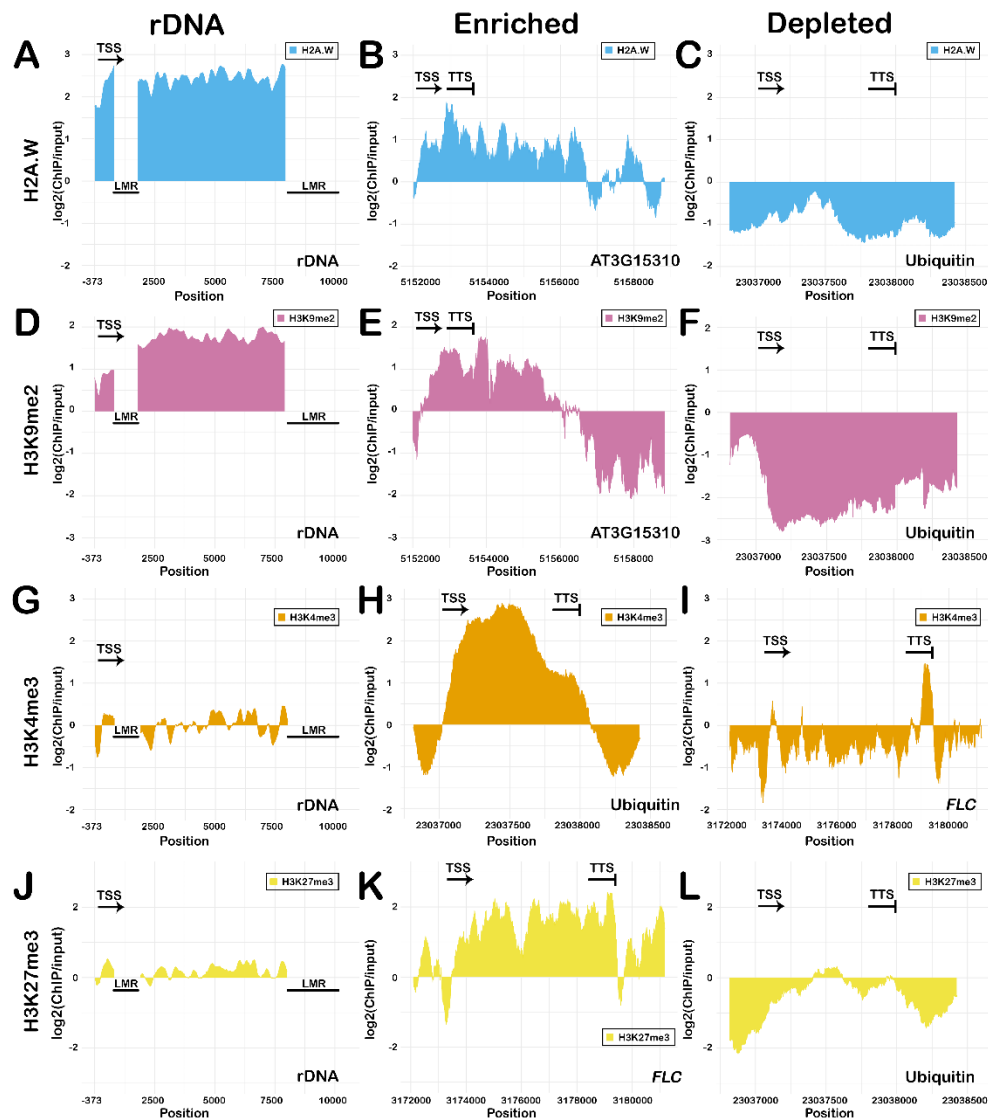 rDNA Enriched Depleted
A TSS H2A.W
B H2A.W TSS TTS
C H2A.W TSS TTS
H2A.W
log2(ChIP/input)
3
2
1
0
-1
-2
LMR LMR
rDNA
-373 2500 5000 7500 10000
Position
log2(ChIP/input)
3
2
1
0
-1
-2
AT3G15310
5152000 5154000 5156000 5158000
Position
log2(ChIP/input)
3
2
1
0
-1
-2
Ubiquitin
23037000 23037500 23038000 23038500
Position
D TSS H3K9me2
E TSS TTS H3K9me2
F TSS TTS H3K9me2
H3K9me2
log2(ChIP/input)
2
1
0
-1
-2
-3
LMR LMR
rDNA
-373 2500 5000 7500 10000
Position
log2(ChIP/input)
2
1
0
-1
-2
-3
AT3G15310
5152000 5154000 5156000 5158000
Position
log2(ChIP/input)
2
1
0
-1
-2
-3
Ubiquitin
23037000 23037500 23038000 23038500
Position
G TSS H3K4me3
H TSS TTS H3K4me3
I TSS TTS H3K4me3
H3K4me3
log2(ChIP/input)
3
2
1
0
-1
-2
LMR LMR
rDNA
-373 2500 5000 7500 10000
Position
log2(ChIP/input)
3
2
1
0
-1
-2
Ubiquitin
23037000 23037500 23038000 23038500
Position
log2(ChIP/input)
3
2
1
0
-1
-2
FLC
3172000 3174000 3176000 3178000 3180000
Position
J TSS H3K27me3
K TSS TTS
L TSS TTS H3K27me3
H3K27me3
log2(ChIP/input)
2
0
-2
LMR LMR
rDNA
-373 2500 5000 7500 10000
Position
log2(ChIP/input)
2
0
-2
H3K27me3
FLC
3172000 3174000 3176000 3178000 3180000
Position
log2(ChIP/input)
2
0
-2
Ubiquitin
23037000 23037500 23038000 23038500
Position